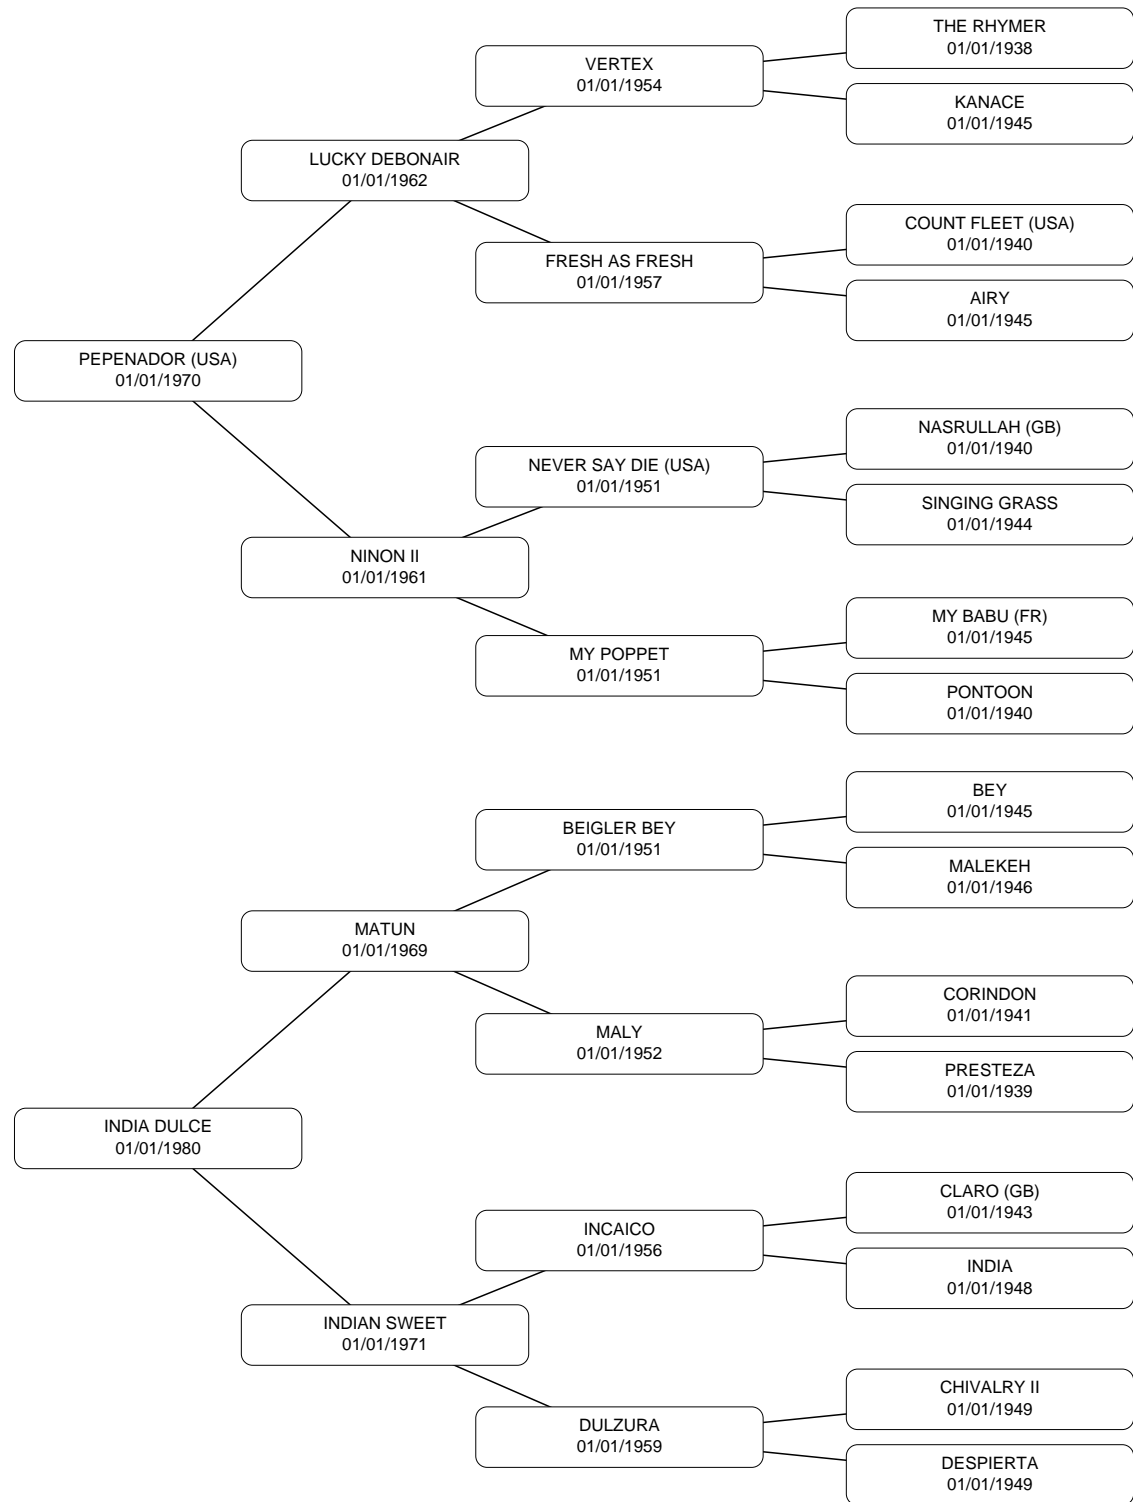 THE RHYMER
01/01/1938
VERTEX
01/01/1954
KANACE
01/01/1945
LUCKY DEBONAIR
01/01/1962
COUNT FLEET (USA)
01/01/1940
FRESH AS FRESH
01/01/1957
AIRY
01/01/1945
PEPENADOR (USA)
01/01/1970
NASRULLAH (GB)
01/01/1940
NEVER SAY DIE (USA)
01/01/1951
SINGING GRASS
01/01/1944
NINON II
01/01/1961
MY BABU (FR)
01/01/1945
MY POPPET
01/01/1951
PONTOON
01/01/1940
BEY
01/01/1945
BEIGLER BEY
01/01/1951
MALEKEH
01/01/1946
MATUN
01/01/1969
CORINDON
01/01/1941
MALY
01/01/1952
PRESTEZA
01/01/1939
INDIA DULCE
01/01/1980
CLARO (GB)
01/01/1943
INCAICO
01/01/1956
INDIA
01/01/1948
INDIAN SWEET
01/01/1971
CHIVALRY II
01/01/1949
DULZURA
01/01/1959
DESPIERTA
01/01/1949